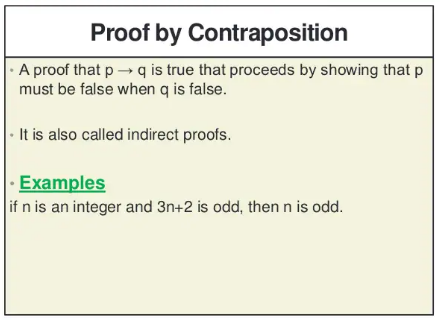 Proof by Contraposition
• A proof that p → q is true that proceeds by showing that p
must be false when q is false.
• It is also called indirect proofs.
• Examples
if n is an integer and 3n+2 is odd, then n is odd.